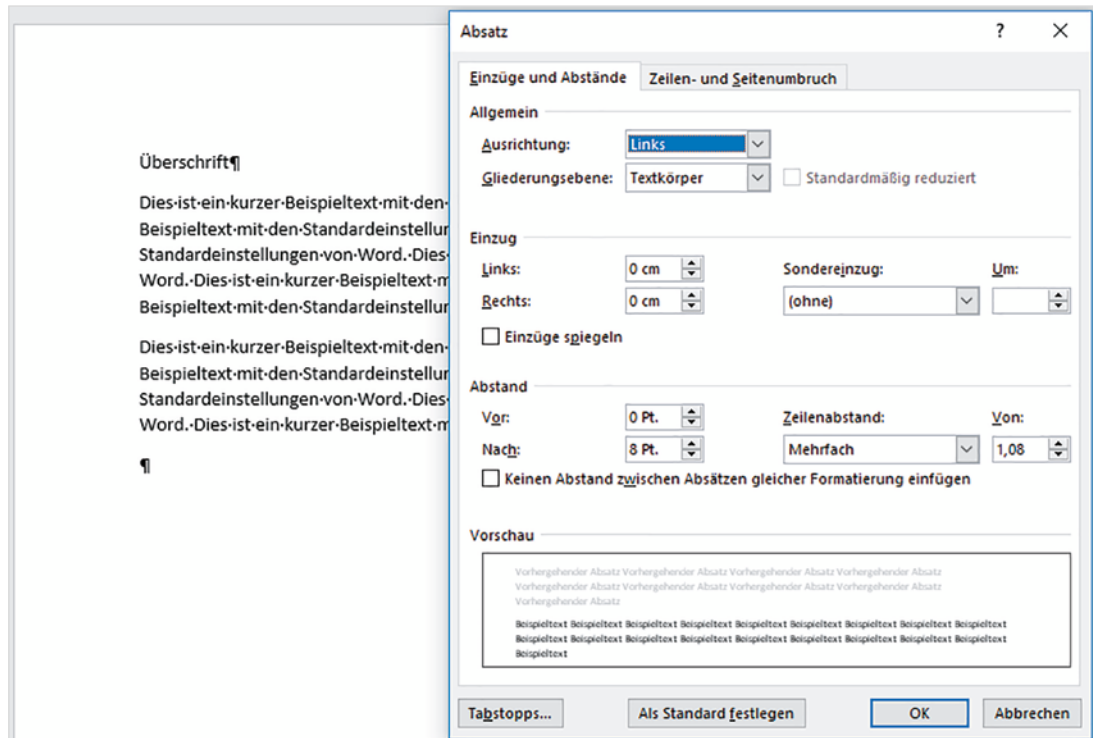 Absatz ?
Einzüge und Abstände Zeilen- und Seitenumbruch
Allgemein
Ausrichtung: Links
Gliederungsebene: Textkörper Standardmäßig reduziert
Einzug
Links: 0 cm Sondereinzug: Um:
Rechts: 0 cm (ohne)
Einzüge spiegeln
Abstand
Vor: 0 Pt. Zeilenabstand: Von:
Nach: 8 Pt. Mehrfach 1,08
Keinen Abstand zwischen Absätzen gleicher Formatierung einfügen
Vorschau
Vorhergehender Absatz Vorhergehender Absatz Vorhergehender Absatz Vorhergehender Absatz
Vorhergehender Absatz Vorhergehender Absatz Vorhergehender Absatz Vorhergehender Absatz
Vorhergehender Absatz
Beispieltext Beispieltext Beispieltext Beispieltext Beispieltext Beispieltext Beispieltext Beispieltext Beispieltext
Beispieltext Beispieltext Beispieltext Beispieltext Beispieltext Beispieltext Beispieltext Beispieltext Beispieltext
Beispieltext
Tabstopps... Als Standard festlegen OK Abbrechen
Überschrift¶
Dies·ist·ein·kurzer·Beispieltext·mit·den·
Beispieltext·mit·den·Standardeinstellur
Standardeinstellungen·von·Word.·Dies·
Word.·Dies·ist·ein·kurzer·Beispieltext·m
Beispieltext·mit·den·Standardeinstellur
Dies·ist·ein·kurzer·Beispieltext·mit·den·
Beispieltext·mit·den·Standardeinstellur
Standardeinstellungen·von·Word.·Dies·
Word.·Dies·ist·ein·kurzer·Beispieltext·m
¶